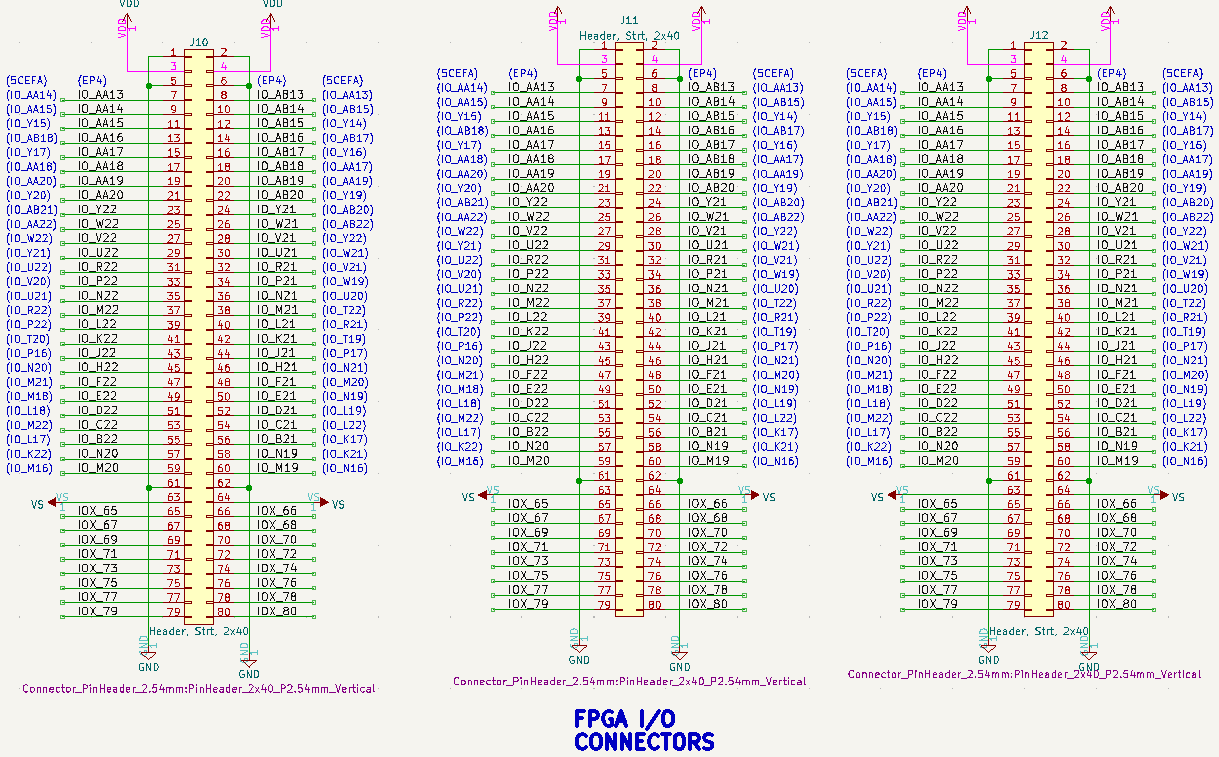 VDD
VDD
VDD 1
VDD 1
J10
1 2
3 4
5 6
(5CEFA) (EP4) (EP4) (5CEFA)
(IO_AA14) IO_AA13 7 8 IO_AB13 (IO_AA13)
(IO_AA15) IO_AA14 9 10 IO_AB14 (IO_AB15)
(IO_Y15) IO_AA15 11 12 IO_AB15 (IO_Y14)
(IO_AB18) IO_AA16 13 14 IO_AB16 (IO_AB17)
(IO_Y17) IO_AA17 15 16 IO_AB17 (IO_Y16)
(IO_AA18) IO_AA18 17 18 IO_AB18 (IO_AA17)
(IO_AA20) IO_AA19 19 20 IO_AB19 (IO_AA19)
(IO_Y20) IO_AA20 21 22 IO_AB20 (IO_Y19)
(IO_AB21) IO_Y22 23 24 IO_Y21 (IO_AB20)
(IO_AA22) IO_W22 25 26 IO_W21 (IO_AB22)
(IO_W22) IO_V22 27 28 IO_V21 (IO_Y22)
(IO_Y21) IO_U22 29 30 IO_U21 (IO_W21)
(IO_U22) IO_R22 31 32 IO_R21 (IO_V21)
(IO_V20) IO_P22 33 34 IO_P21 (IO_W19)
(IO_U21) IO_N22 35 36 IO_N21 (IO_U20)
(IO_R22) IO_M22 37 38 IO_M21 (IO_T22)
(IO_P22) IO_L22 39 40 IO_L21 (IO_R21)
(IO_T20) IO_K22 41 42 IO_K21 (IO_T19)
(IO_P16) IO_J22 43 44 IO_J21 (IO_P17)
(IO_N20) IO_H22 45 46 IO_H21 (IO_N21)
(IO_M21) IO_F22 47 48 IO_F21 (IO_M20)
(IO_M18) IO_E22 49 50 IO_E21 (IO_N19)
(IO_L18) IO_D22 51 52 IO_D21 (IO_L19)
(IO_M22) IO_C22 53 54 IO_C21 (IO_L22)
(IO_L17) IO_B22 55 56 IO_B21 (IO_K17)
(IO_K22) IO_N20 57 58 IO_N19 (IO_K21)
(IO_M16) IO_M20 59 60 IO_M19 (IO_N16)
61 62
VS VS 1 63 64 VS 1 VS
IOX_65 65 66 IOX_66
IOX_67 67 68 IOX_68
IOX_69 69 70 IOX_70
IOX_71 71 72 IOX_72
IOX_73 73 74 IOX_74
IOX_75 75 76 IOX_76
IOX_77 77 78 IOX_78
IOX_79 79 80 IOX_80
Header, Strt, 2x40
GND 1
GND 1
GND
GND
Connector_PinHeader_2.54mm:PinHeader_2x40_P2.54mm_Vertical
VDD 1
VDD 1
J11
Header, Strt, 2x40
1 2
3 4
5 6
(5CEFA) (EP4) (EP4) (5CEFA)
(IO_AA14) IO_AA13 7 8 IO_AB13 (IO_AA13)
(IO_AA15) IO_AA14 9 10 IO_AB14 (IO_AB15)
(IO_Y15) IO_AA15 11 12 IO_AB15 (IO_Y14)
(IO_AB18) IO_AA16 13 14 IO_AB16 (IO_AB17)
(IO_Y17) IO_AA17 15 16 IO_AB17 (IO_Y16)
(IO_AA18) IO_AA18 17 18 IO_AB18 (IO_AA17)
(IO_AA20) IO_AA19 19 20 IO_AB19 (IO_AA19)
(IO_Y20) IO_AA20 21 22 IO_AB20 (IO_Y19)
(IO_AB21) IO_Y22 23 24 IO_Y21 (IO_AB20)
(IO_AA22) IO_W22 25 26 IO_W21 (IO_AB22)
(IO_W22) IO_V22 27 28 IO_V21 (IO_Y22)
(IO_Y21) IO_U22 29 30 IO_U21 (IO_W21)
(IO_U22) IO_R22 31 32 IO_R21 (IO_V21)
(IO_V20) IO_P22 33 34 IO_P21 (IO_W19)
(IO_U21) IO_N22 35 36 IO_N21 (IO_U20)
(IO_R22) IO_M22 37 38 IO_M21 (IO_T22)
(IO_P22) IO_L22 39 40 IO_L21 (IO_R21)
(IO_T20) IO_K22 41 42 IO_K21 (IO_T19)
(IO_P16) IO_J22 43 44 IO_J21 (IO_P17)
(IO_N20) IO_H22 45 46 IO_H21 (IO_N21)
(IO_M21) IO_F22 47 48 IO_F21 (IO_M20)
(IO_M18) IO_E22 49 50 IO_E21 (IO_N19)
(IO_L18) IO_D22 51 52 IO_D21 (IO_L19)
(IO_M22) IO_C22 53 54 IO_C21 (IO_L22)
(IO_L17) IO_B22 55 56 IO_B21 (IO_K17)
(IO_K22) IO_N20 57 58 IO_N19 (IO_K21)
(IO_M16) IO_M20 59 60 IO_M19 (IO_N16)
61 62
VS VS 1 63 64 VS 1 VS
IOX_65 65 66 IOX_66
IOX_67 67 68 IOX_68
IOX_69 69 70 IOX_70
IOX_71 71 72 IOX_72
IOX_73 73 74 IOX_74
IOX_75 75 76 IOX_76
IOX_77 77 78 IOX_78
IOX_79 79 80 IOX_80
GND 1
GND 1
GND
GND
Connector_PinHeader_2.54mm:PinHeader_2x40_P2.54mm_Vertical
VDD 1
VDD 1
J12
1 2
3 4
5 6
(5CEFA) (EP4) (EP4) (5CEFA)
(IO_AA14) IO_AA13 7 8 IO_AB13 (IO_AA13)
(IO_AA15) IO_AA14 9 10 IO_AB14 (IO_AB15)
(IO_Y15) IO_AA15 11 12 IO_AB15 (IO_Y14)
(IO_AB18) IO_AA16 13 14 IO_AB16 (IO_AB17)
(IO_Y17) IO_AA17 15 16 IO_AB17 (IO_Y16)
(IO_AA18) IO_AA18 17 18 IO_AB18 (IO_AA17)
(IO_AA20) IO_AA19 19 20 IO_AB19 (IO_AA19)
(IO_Y20) IO_AA20 21 22 IO_AB20 (IO_Y19)
(IO_AB21) IO_Y22 23 24 IO_Y21 (IO_AB20)
(IO_AA22) IO_W22 25 26 IO_W21 (IO_AB22)
(IO_W22) IO_V22 27 28 IO_V21 (IO_Y22)
(IO_Y21) IO_U22 29 30 IO_U21 (IO_W21)
(IO_U22) IO_R22 31 32 IO_R21 (IO_V21)
(IO_V20) IO_P22 33 34 IO_P21 (IO_W19)
(IO_U21) IO_N22 35 36 IO_N21 (IO_U20)
(IO_R22) IO_M22 37 38 IO_M21 (IO_T22)
(IO_P22) IO_L22 39 40 IO_L21 (IO_R21)
(IO_T20) IO_K22 41 42 IO_K21 (IO_T19)
(IO_P16) IO_J22 43 44 IO_J21 (IO_P17)
(IO_N20) IO_H22 45 46 IO_H21 (IO_N21)
(IO_M21) IO_F22 47 48 IO_F21 (IO_M20)
(IO_M18) IO_E22 49 50 IO_E21 (IO_N19)
(IO_L18) IO_D22 51 52 IO_D21 (IO_L19)
(IO_M22) IO_C22 53 54 IO_C21 (IO_L22)
(IO_L17) IO_B22 55 56 IO_B21 (IO_K17)
(IO_K22) IO_N20 57 58 IO_N19 (IO_K21)
(IO_M16) IO_M20 59 60 IO_M19 (IO_N16)
61 62
VS VS 1 63 64 VS 1 VS
IOX_65 65 66 IOX_66
IOX_67 67 68 IOX_68
IOX_69 69 70 IOX_70
IOX_71 71 72 IOX_72
IOX_73 73 74 IOX_74
IOX_75 75 76 IOX_76
IOX_77 77 78 IOX_78
IOX_79 79 80 IOX_80
Header, Strt, 2x40
GND 1
GND 1
GND
GND
Connector_PinHeader_2.54mm:PinHeader_2x40_P2.54mm_Vertical
FPGA I/O
CONNECTORS